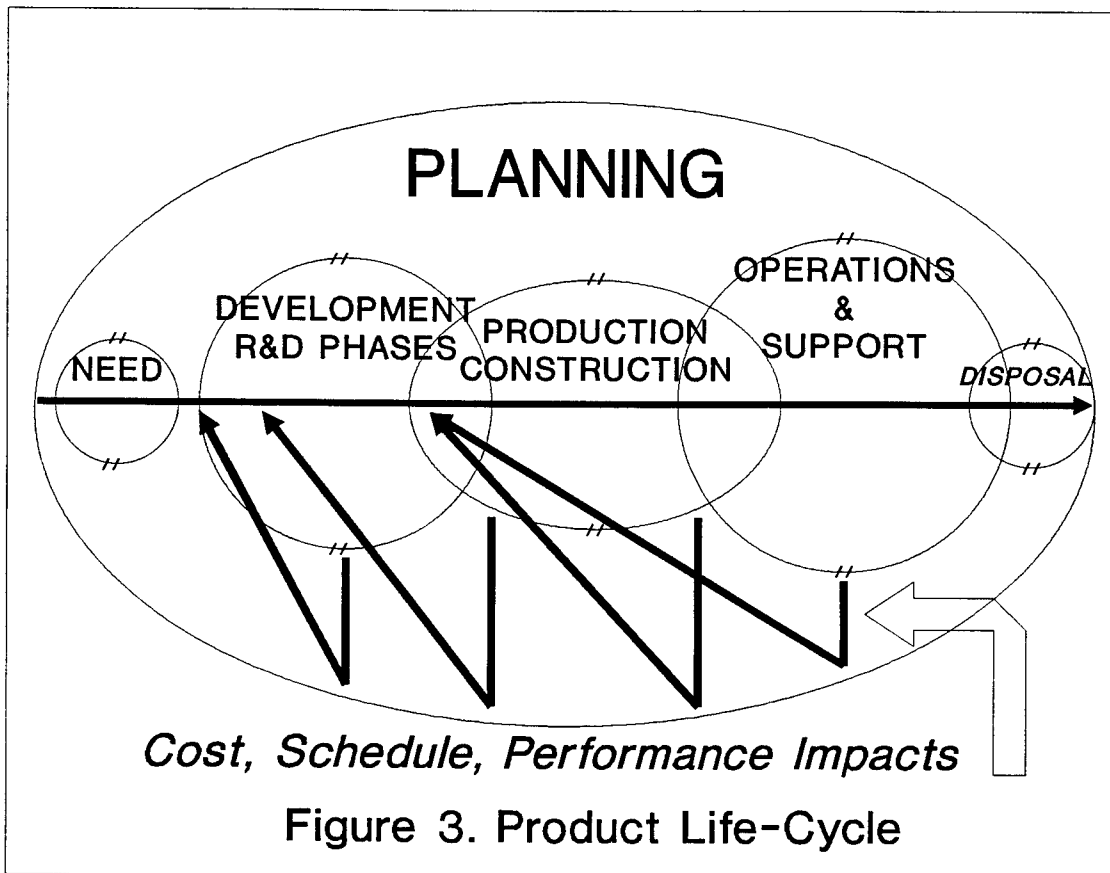 PLANNING
NEED
DEVELOPMENT
R&D PHASES
PRODUCTION
CONSTRUCTION
OPERATIONS
&
SUPPORT
DISPOSAL
Cost, Schedule, Performance Impacts
Figure 3. Product Life-Cycle